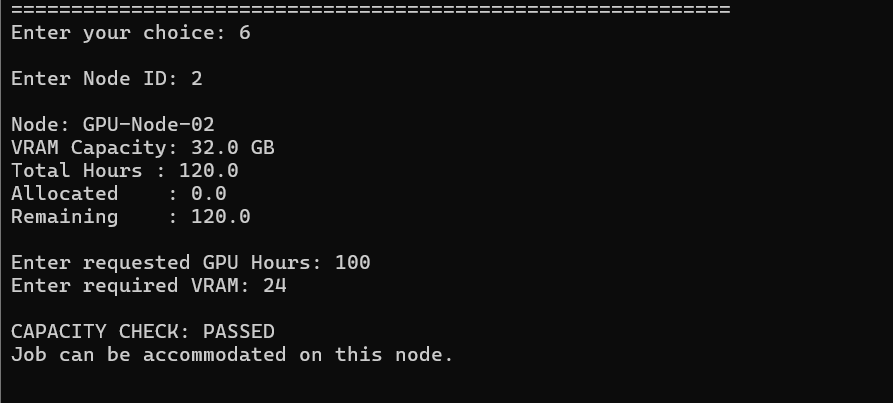 ============================================================
Enter your choice: 6
Enter Node ID: 2
Node: GPU-Node-02
VRAM Capacity: 32.0 GB
Total Hours : 120.0
Allocated    : 0.0
Remaining    : 120.0
Enter requested GPU Hours: 100
Enter required VRAM: 24
CAPACITY CHECK: PASSED
Job can be accommodated on this node.